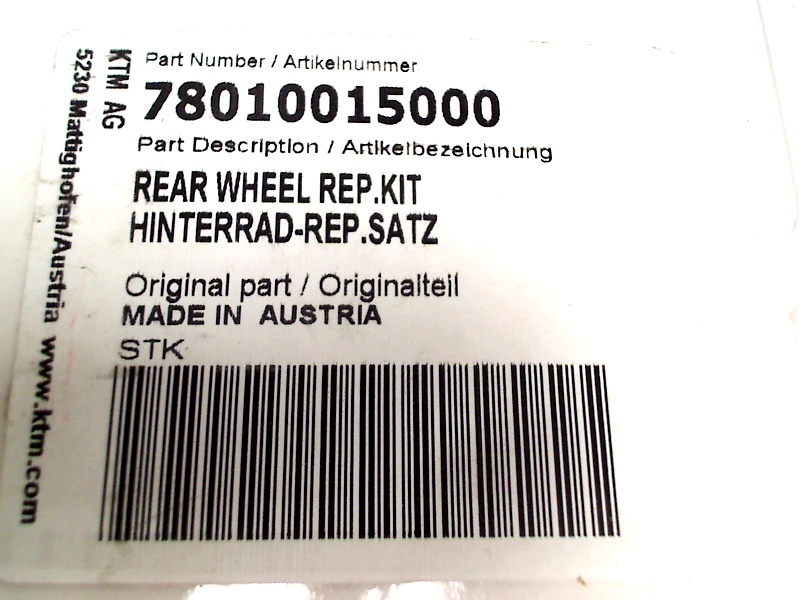 Part Number / Artikelnummer
78010015000
Part Description / Artikelbezeichnung
REAR WHEEL REP.KIT
HINTERRAD-REP.SATZ
Original part / Originalteil
MADE IN AUSTRIA
STK
KTM AG
5230 Mattighofen/Austria www.ktm.com